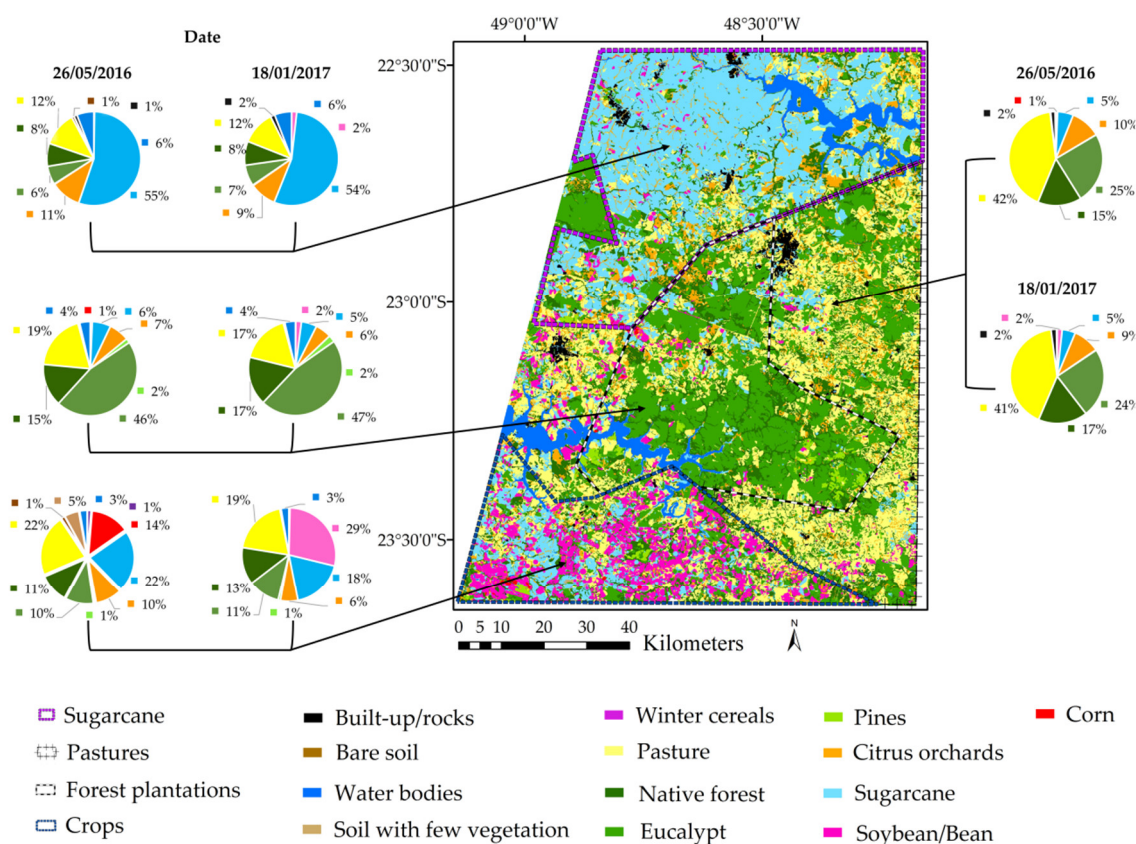 49°0'0"W
48°30'0"W
Date
26/05/2016
18/01/2017
22°30'0"S
12%
1%
1%
8%
6%
6%
11%
55%
2%
6%
12%
2%
8%
7%
9%
54%
26/05/2016
1%
2%
5%
10%
42%
25%
15%
23°0'0"S
4%
1%
6%
19%
7%
2%
15%
46%
4%
2%
17%
5%
6%
2%
17%
47%
18/01/2017
2%
5%
2%
9%
41%
24%
17%
23°30'0"S
1%
5%
3%
1%
22%
14%
11%
22%
10%
10%
1%
19%
3%
29%
13%
18%
11%
6%
1%
0 5 10 20 30 40
Kilometers
N
Sugarcane
Built-up/rocks
Winter cereals
Pines
Corn
Pastures
Bare soil
Pasture
Citrus orchards
Forest plantations
Water bodies
Native forest
Sugarcane
Crops
Soil with few vegetation
Eucalypt
Soybean/Bean